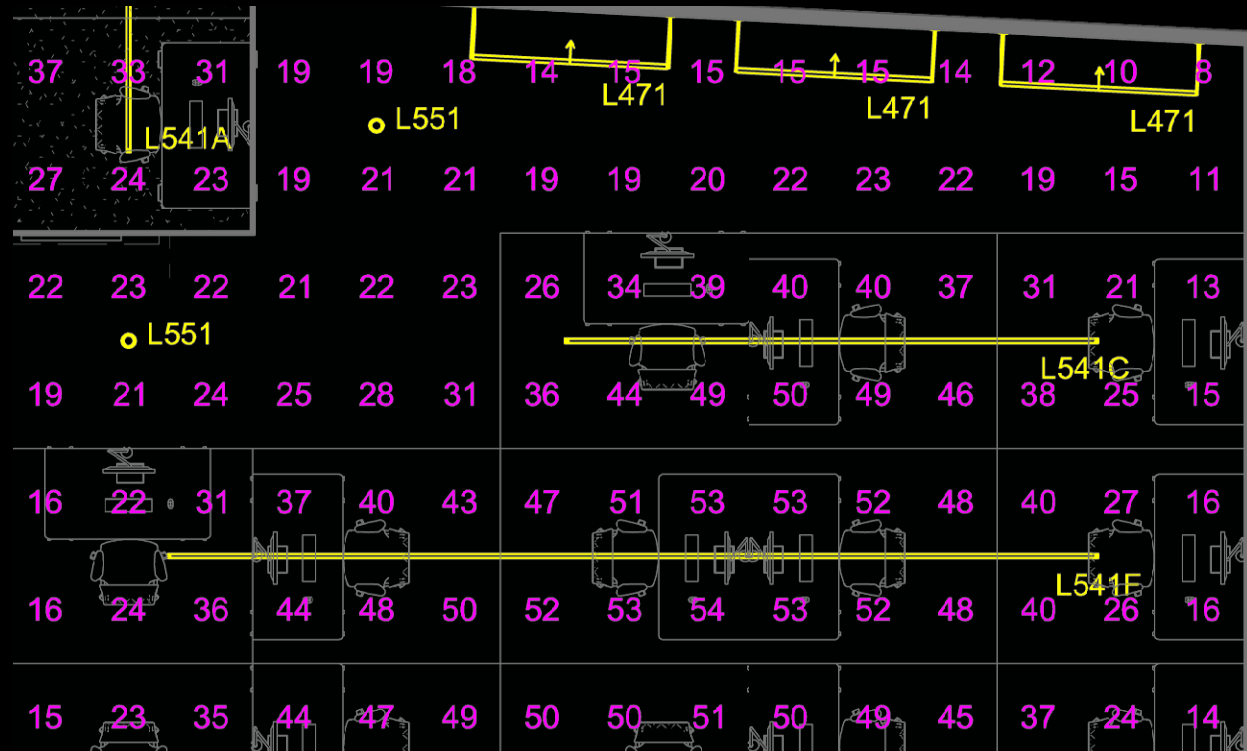 37 33 31 19 19 18 14 15 15 15 15 14 12 10 8
L471 L471 L471
L541A L551
27 24 23 19 21 21 19 19 20 22 23 22 19 15 11
22 23 22 21 22 23 26 34 39 40 40 37 31 21 13
L551
L541C
19 21 24 25 28 31 36 44 49 50 49 46 38 25 15
16 22 31 37 40 43 47 51 53 53 52 48 40 27 16
L541F
16 24 36 44 48 50 52 53 54 53 52 48 40 26 16
15 23 35 44 47 49 50 50 51 50 49 45 37 24 14